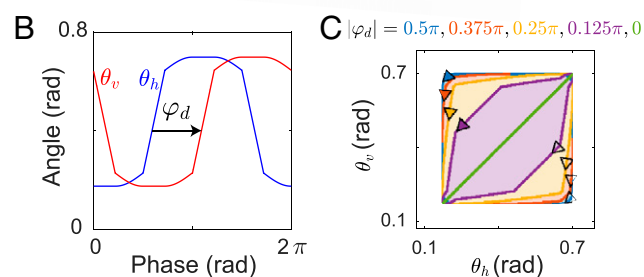 B
0.8
θv
θh
φd
Angle (rad)
0
0
2π
Phase (rad)
C
|φd| = 0.5π, 0.375π, 0.25π, 0.125π, 0
0.7
θv (rad)
0.1
0.1
0.7
θh (rad)